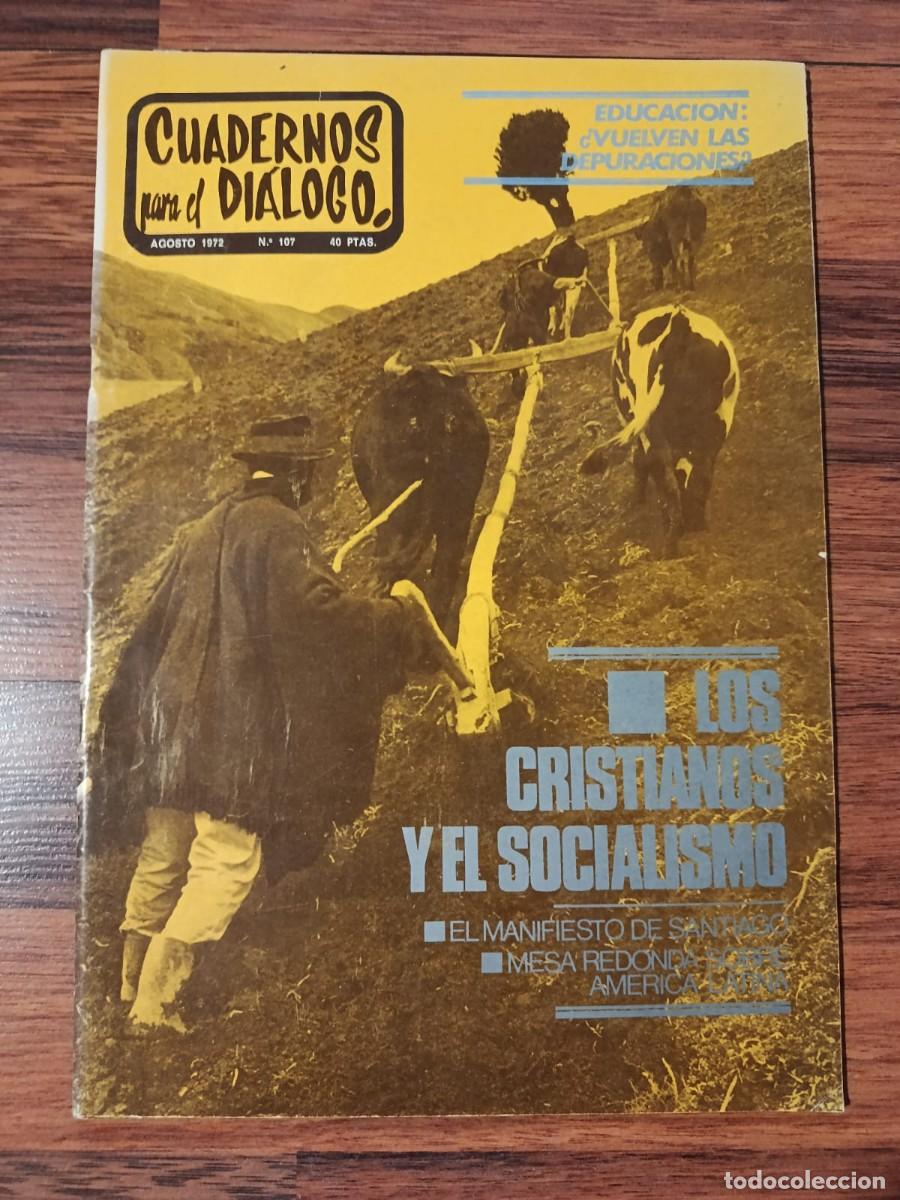 CUADERNOS
para el DIÁLOGO.
AGOSTO 1972 N.º 107 40 PTAS.
EDUCACION:
¿VUELVEN LAS
DEPURACIONES?
LOS
CRISTIANOS
Y EL SOCIALISMO
EL MANIFIESTO DE SANTIAGO
MESA REDONDA SOBRE
AMERICA LATINA
todocoleccion